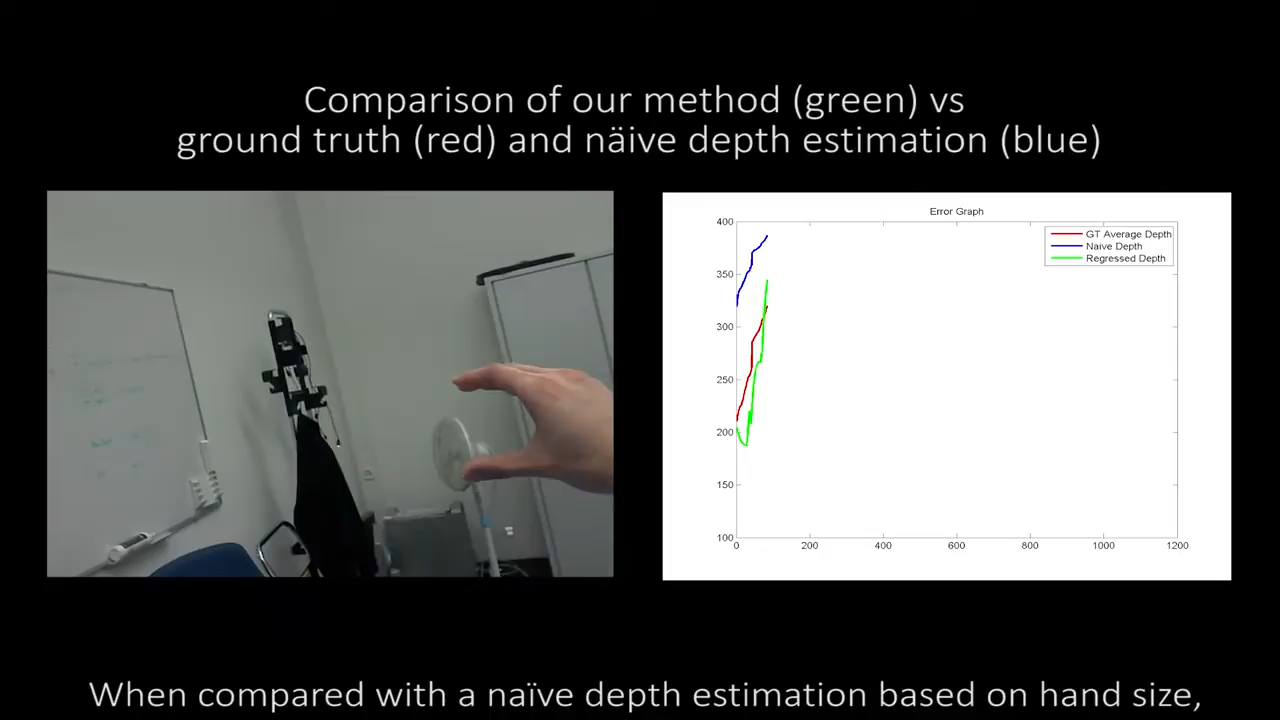 Comparison of our method (green) vs
ground truth (red) and näive depth estimation (blue)
Error Graph
400
350
300
250
200
150
100
0
200
400
600
800
1000
1200
GT Average Depth
Naive Depth
Regressed Depth
When compared with a naïve depth estimation based on hand size,